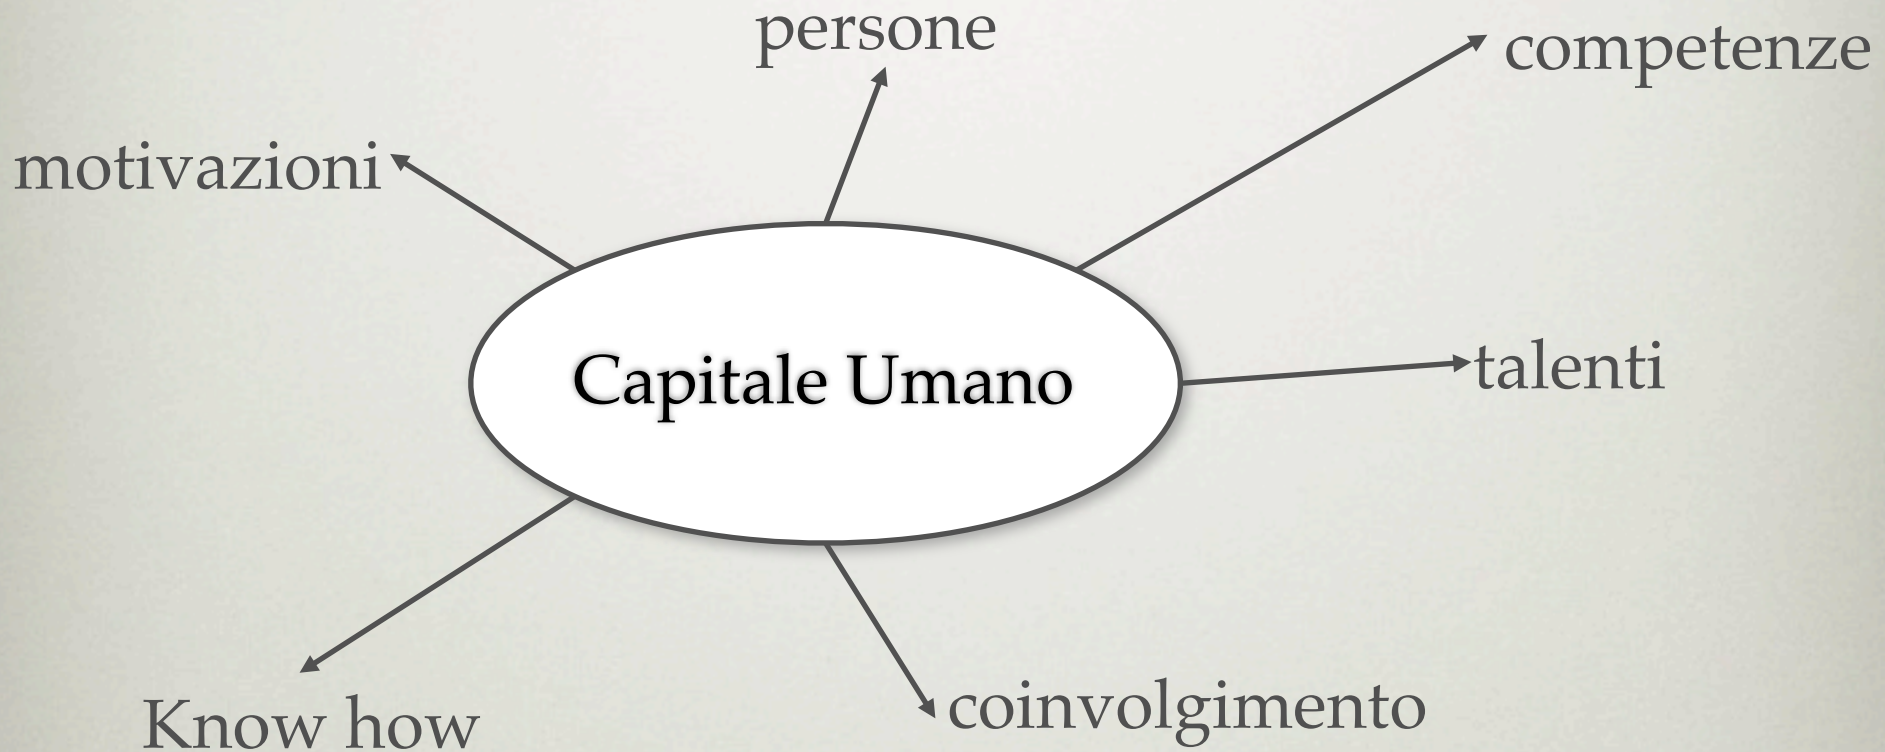 persone
competenze
motivazioni
Capitale Umano
talenti
Know how
coinvolgimento